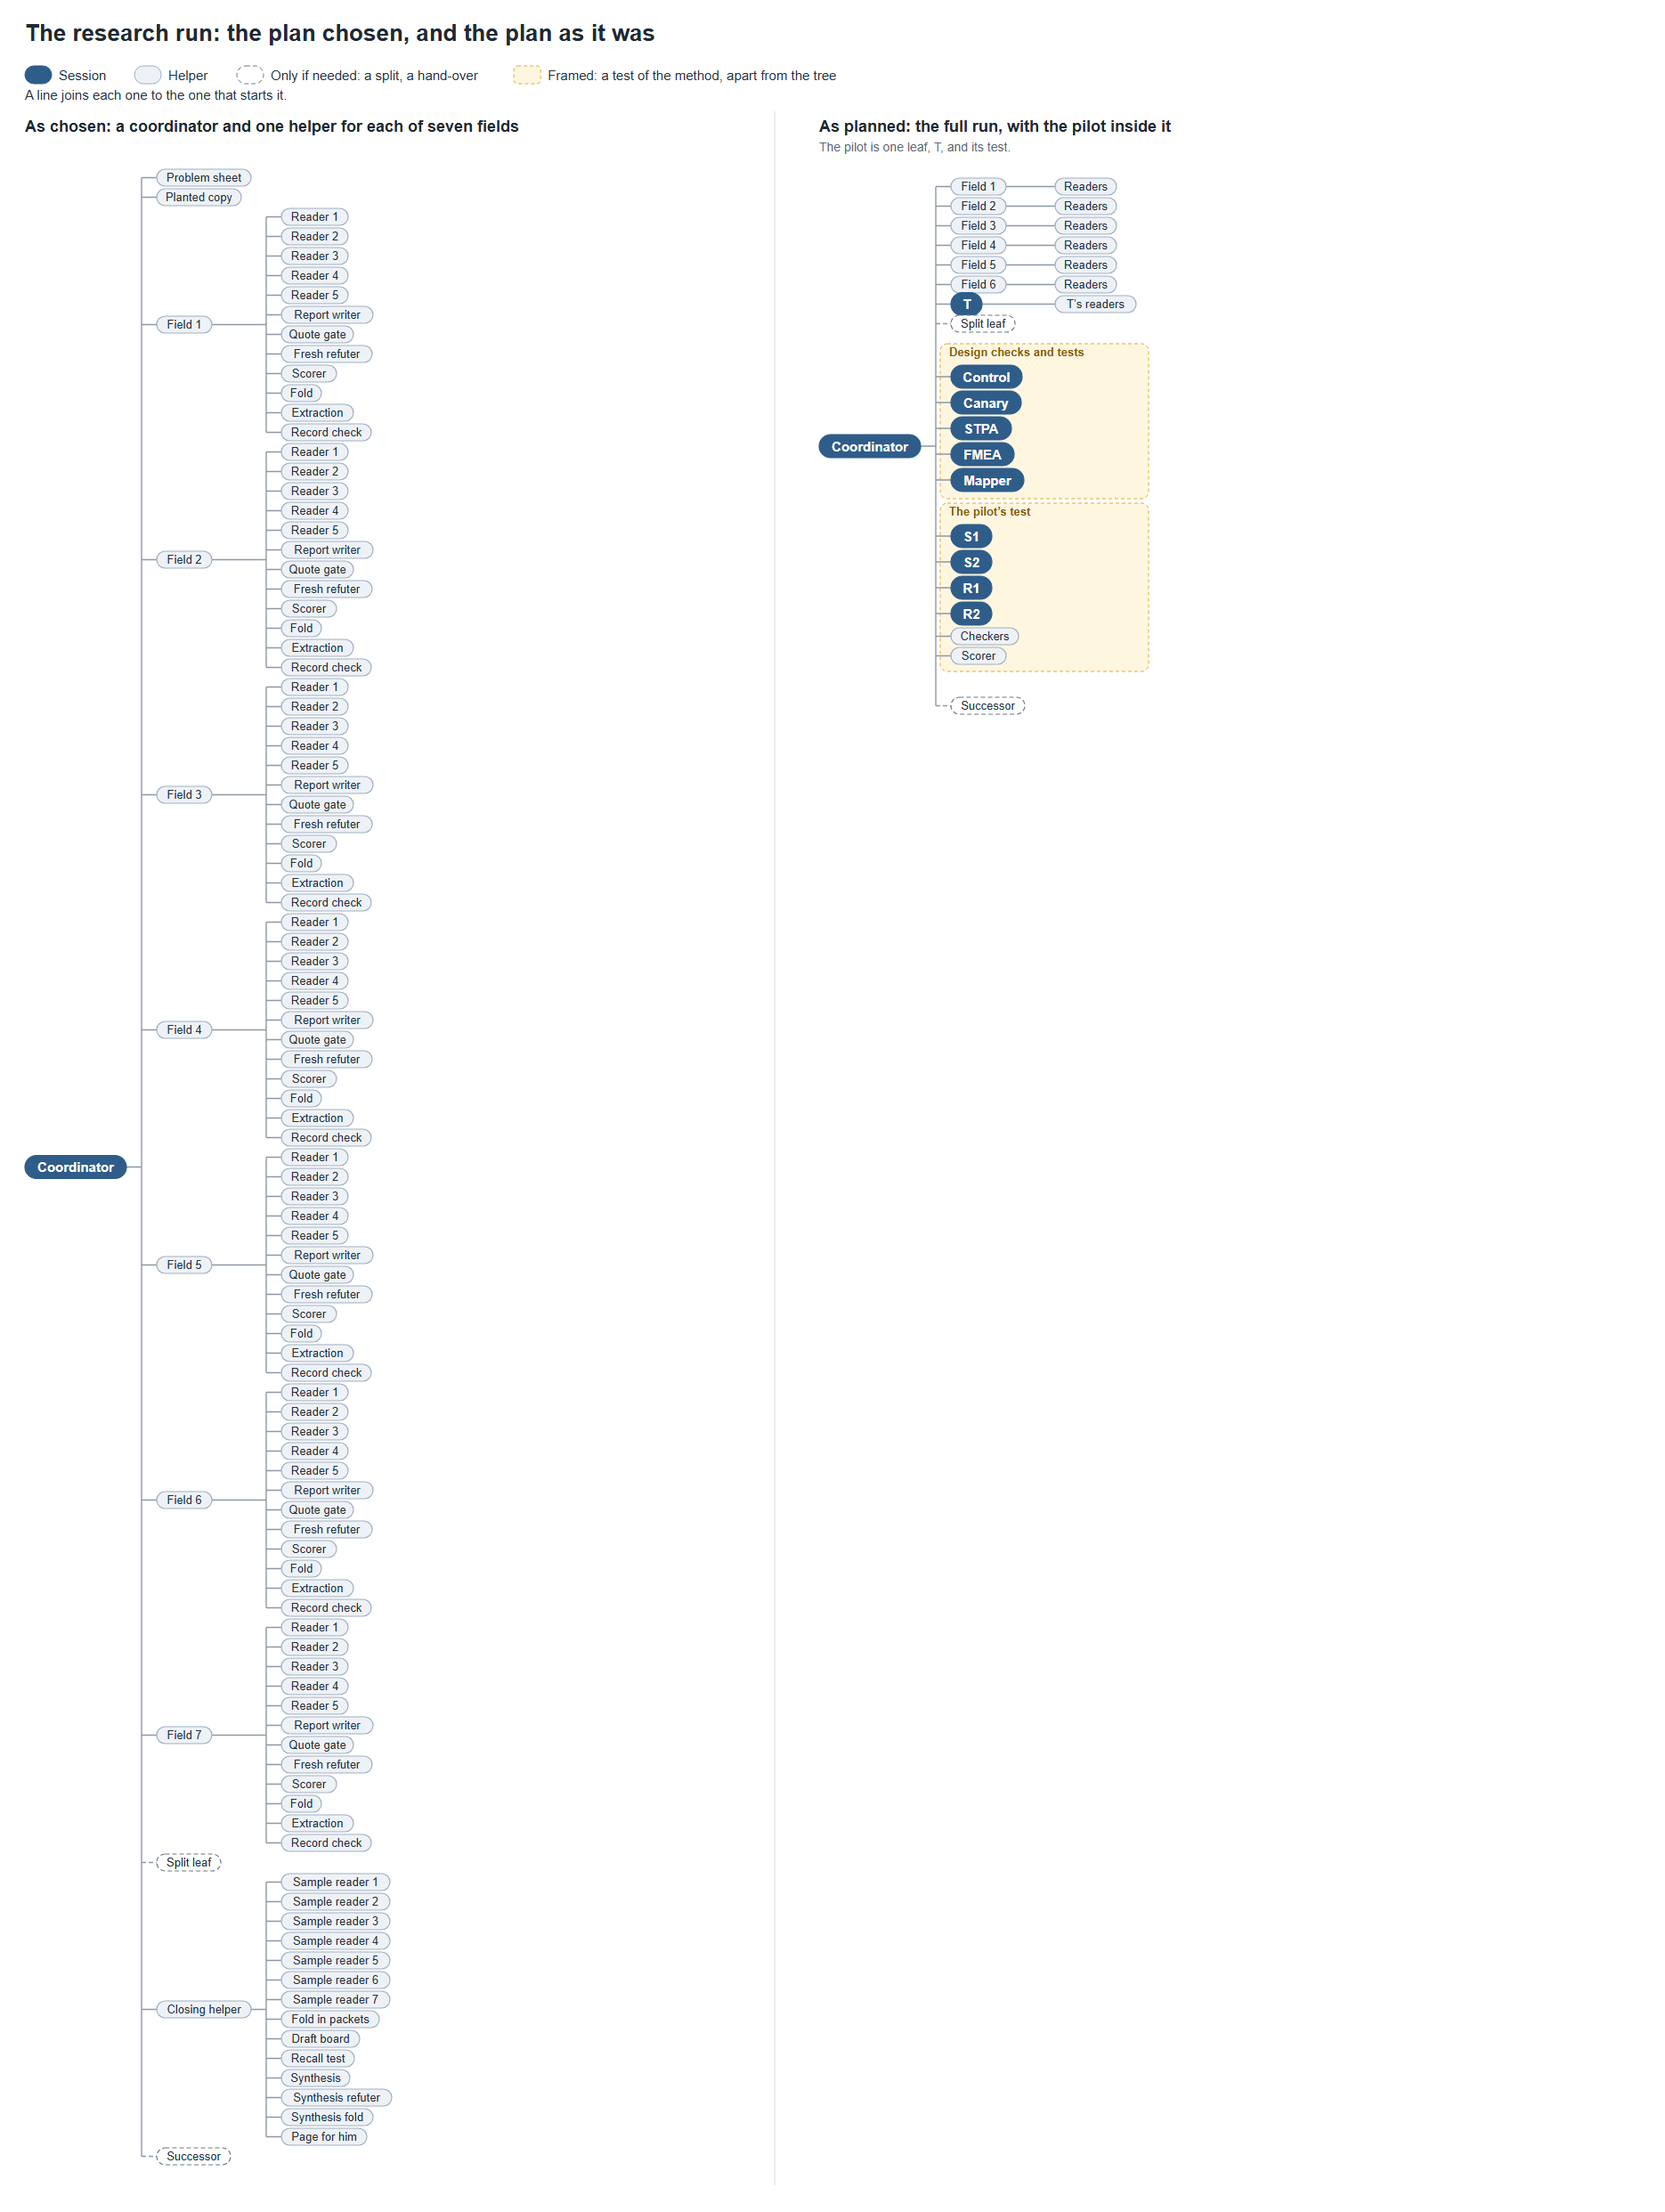 The research run: the plan chosen, and the plan as it was
Session
Helper
Only if needed: a split, a hand-over
Framed: a test of the method, apart from the tree
A line joins each one to the one that starts it.
As chosen: a coordinator and one helper for each of seven fields
Coordinator
Problem sheet
Planted copy
Field 1
Reader 1
Reader 2
Reader 3
Reader 4
Reader 5
Report writer
Quote gate
Fresh refuter
Scorer
Fold
Extraction
Record check
Field 2
Reader 1
Reader 2
Reader 3
Reader 4
Reader 5
Report writer
Quote gate
Fresh refuter
Scorer
Fold
Extraction
Record check
Field 3
Reader 1
Reader 2
Reader 3
Reader 4
Reader 5
Report writer
Quote gate
Fresh refuter
Scorer
Fold
Extraction
Record check
Field 4
Reader 1
Reader 2
Reader 3
Reader 4
Reader 5
Report writer
Quote gate
Fresh refuter
Scorer
Fold
Extraction
Record check
Field 5
Reader 1
Reader 2
Reader 3
Reader 4
Reader 5
Report writer
Quote gate
Fresh refuter
Scorer
Fold
Extraction
Record check
Field 6
Reader 1
Reader 2
Reader 3
Reader 4
Reader 5
Report writer
Quote gate
Fresh refuter
Scorer
Fold
Extraction
Record check
Field 7
Reader 1
Reader 2
Reader 3
Reader 4
Reader 5
Report writer
Quote gate
Fresh refuter
Scorer
Fold
Extraction
Record check
Split leaf
Closing helper
Sample reader 1
Sample reader 2
Sample reader 3
Sample reader 4
Sample reader 5
Sample reader 6
Sample reader 7
Fold in packets
Draft board
Recall test
Synthesis
Synthesis refuter
Synthesis fold
Page for him
Successor
As planned: the full run, with the pilot inside it
The pilot is one leaf, T, and its test.
Coordinator
Field 1
Readers
Field 2
Readers
Field 3
Readers
Field 4
Readers
Field 5
Readers
Field 6
Readers
T
T's readers
Split leaf
Design checks and tests
Control
Canary
STPA
FMEA
Mapper
The pilot's test
S1
S2
R1
R2
Checkers
Scorer
Successor